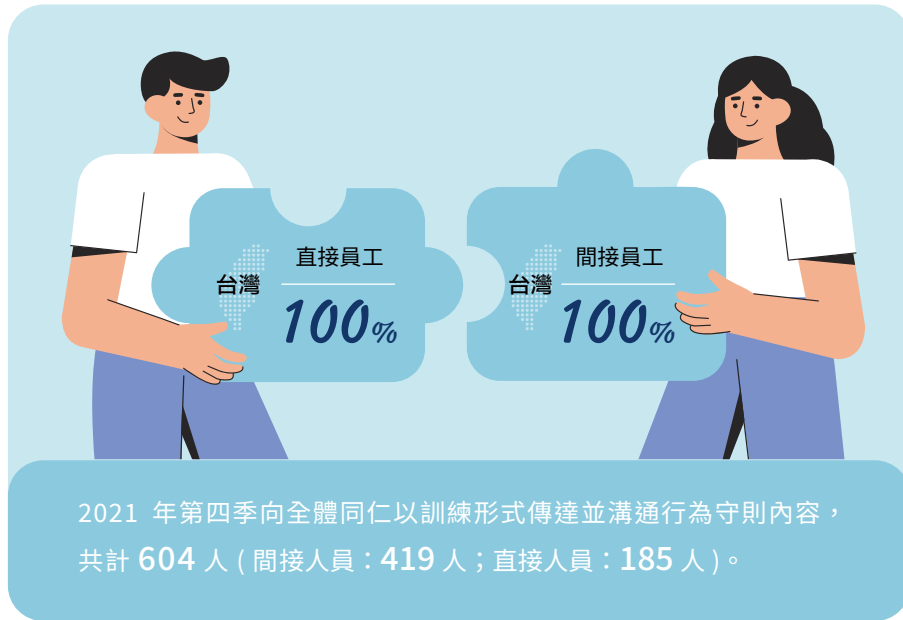 直接員工
台灣
100%
間接員工
台灣
100%
2021 年第四季向全體同仁以訓練形式傳達並溝通行為守則內容，
共計 604 人 ( 間接人員：419 人；直接人員：185 人 )。